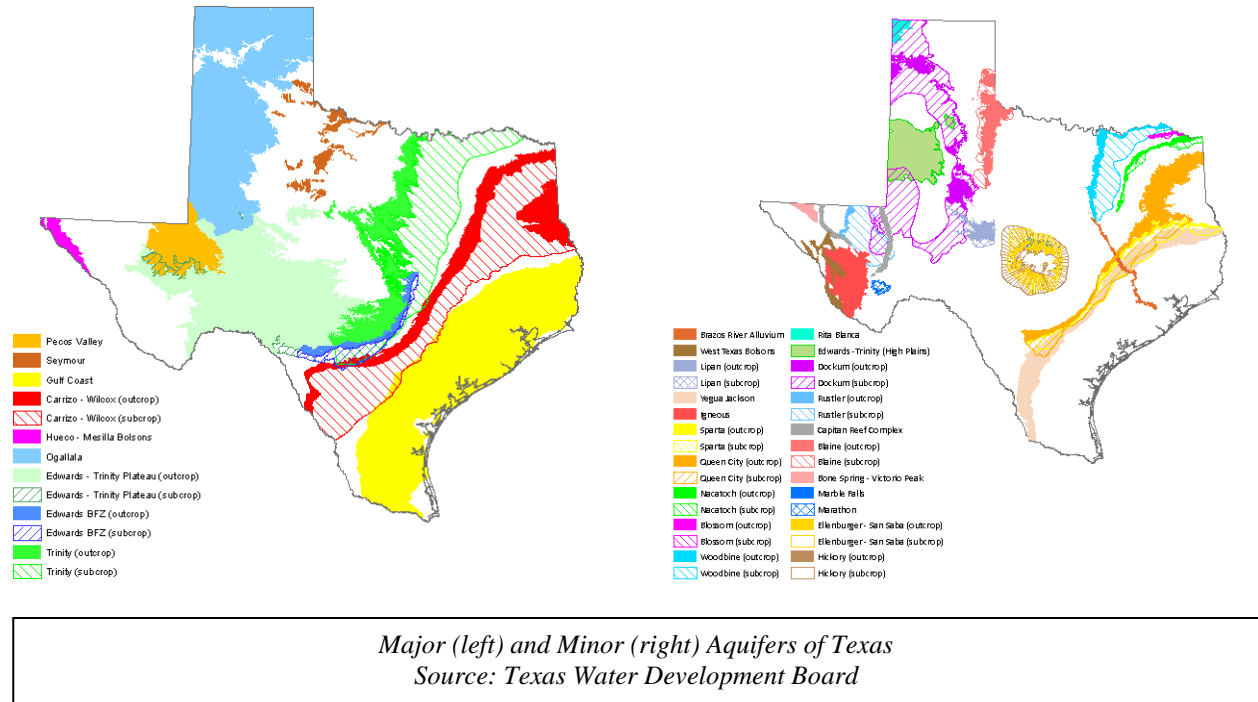 Pecos Valley
Seymour
Gulf Coast
Carrizo - Wilcox (outcrop)
Carrizo - Wilcox (subcrop)
Hueco - Mesilla Bolsons
Ogallala
Edwards - Trinity Plateau (outcrop)
Edwards - Trinity Plateau (subcrop)
Edwards BFZ (outcrop)
Edwards BFZ (subcrop)
Trinity (outcrop)
Trinity (subcrop)
Brazos River Alluvium
West Texas Bolsons
Lipan (outcrop)
Lipan (subcrop)
Yegua Jackson
Igneous
Sparta (outcrop)
Sparta (subcrop)
Queen City (outcrop)
Queen City (subcrop)
Nacatoch (outcrop)
Nacatoch (subcrop)
Blossom (outcrop)
Blossom (subcrop)
Woodbine (outcrop)
Woodbine (subcrop)
Rita Blanca
Edwards - Trinity (High Plains)
Dockum (outcrop)
Dockum (subcrop)
Rustler (outcrop)
Rustler (subcrop)
Capitan Reef Complex
Blaine (outcrop)
Blaine (subcrop)
Bone Spring - Victorio Peak
Marble Falls
Marathon
Ellenburger - San Saba (outcrop)
Ellenburger - San Saba (subcrop)
Hickory (outcrop)
Hickory (subcrop)
Major (left) and Minor (right) Aquifers of Texas
Source: Texas Water Development Board